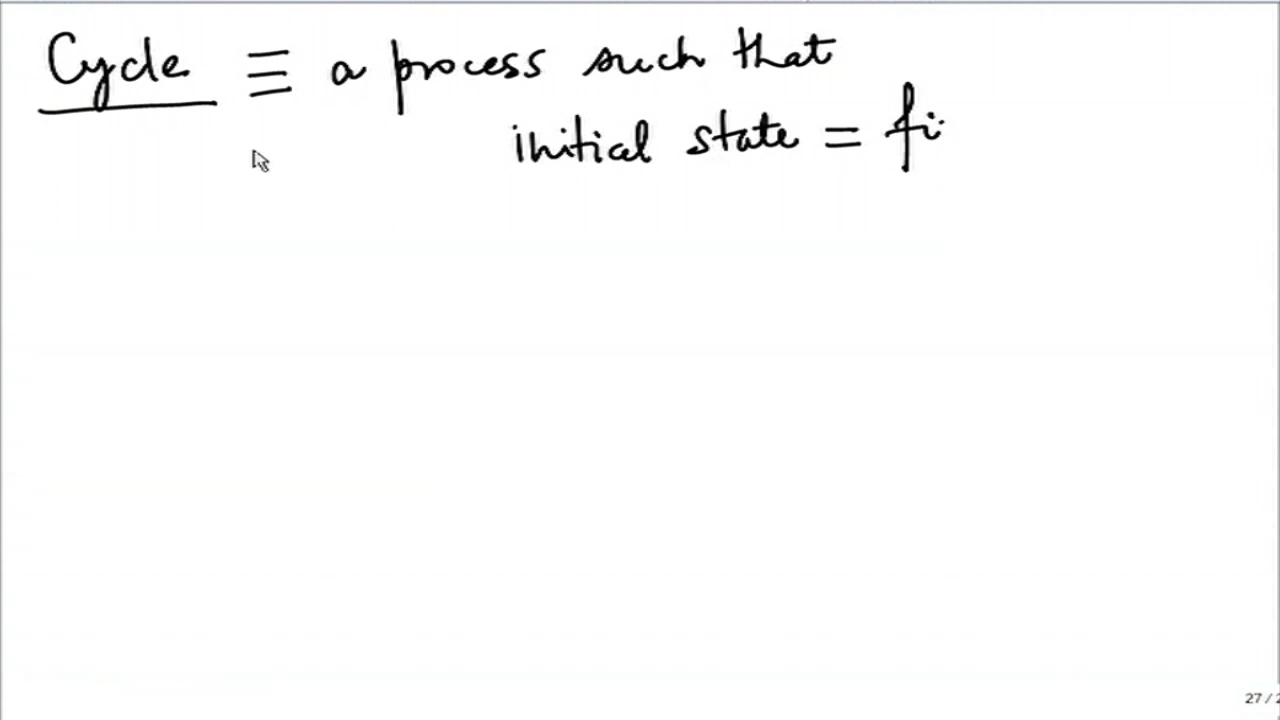 Cycle ≡ a process such that
initial state = fi
27 / 2